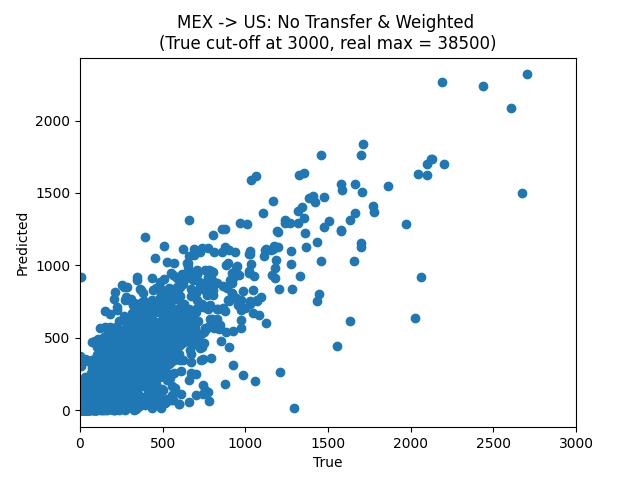 MEX -> US: No Transfer & Weighted
(True cut-off at 3000, real max = 38500)
2000
1500
1000
500
0
Predicted
0 500 1000 1500 2000 2500 3000
True